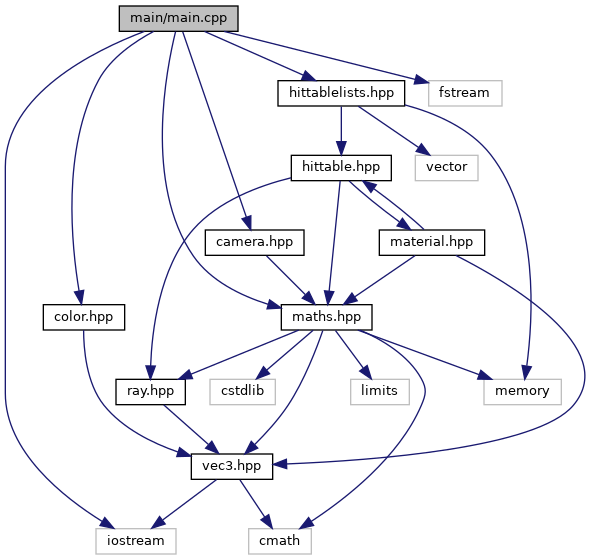 main/main.cpp
hittablelists.hpp
fstream
hittable.hpp
vector
camera.hpp
material.hpp
color.hpp
maths.hpp
ray.hpp
cstdlib
limits
memory
vec3.hpp
iostream
cmath